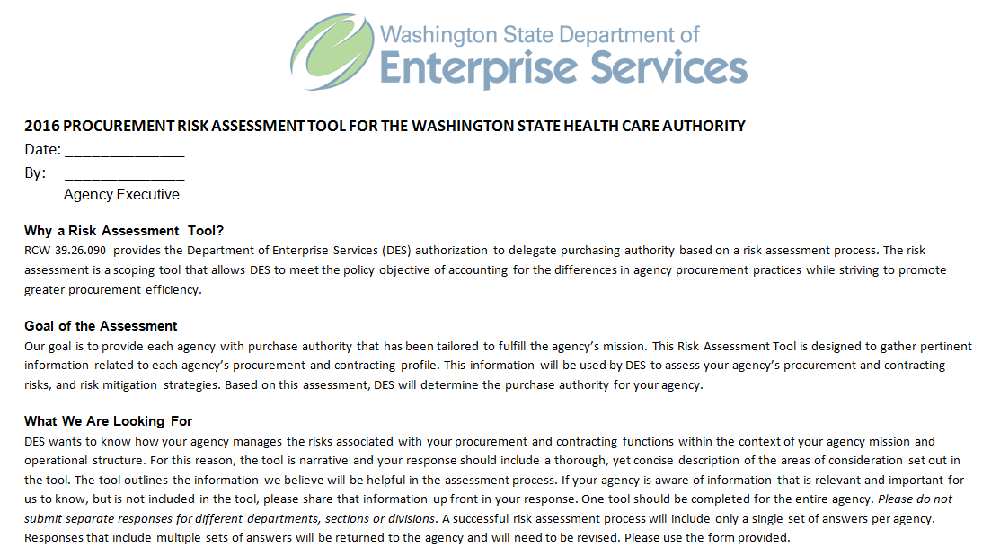 Washington State Department of
Enterprise Services
2016 PROCUREMENT RISK ASSESSMENT TOOL FOR THE WASHINGTON STATE HEALTH CARE AUTHORITY
Date: _______________
By: _______________
Agency Executive
Why a Risk Assessment Tool?
RCW 39.26.090 provides the Department of Enterprise Services (DES) authorization to delegate purchasing authority based on a risk assessment process. The risk
assessment is a scoping tool that allows DES to meet the policy objective of accounting for the differences in agency procurement practices while striving to promote
greater procurement efficiency.
Goal of the Assessment
Our goal is to provide each agency with purchase authority that has been tailored to fulfill the agency’s mission. This Risk Assessment Tool is designed to gather pertinent
information related to each agency’s procurement and contracting profile. This information will be used by DES to assess your agency’s procurement and contracting
risks, and risk mitigation strategies. Based on this assessment, DES will determine the purchase authority for your agency.
What We Are Looking For
DES wants to know how your agency manages the risks associated with your procurement and contracting functions within the context of your agency mission and
operational structure. For this reason, the tool is narrative and your response should include a thorough, yet concise description of the areas of consideration set out in
the tool. The tool outlines the information we believe will be helpful in the assessment process. If your agency is aware of information that is relevant and important for
us to know, but is not included in the tool, please share that information up front in your response. One tool should be completed for the entire agency. Please do not
submit separate responses for different departments, sections or divisions. A successful risk assessment process will include only a single set of answers per agency.
Responses that include multiple sets of answers will be returned to the agency and will need to be revised. Please use the form provided.